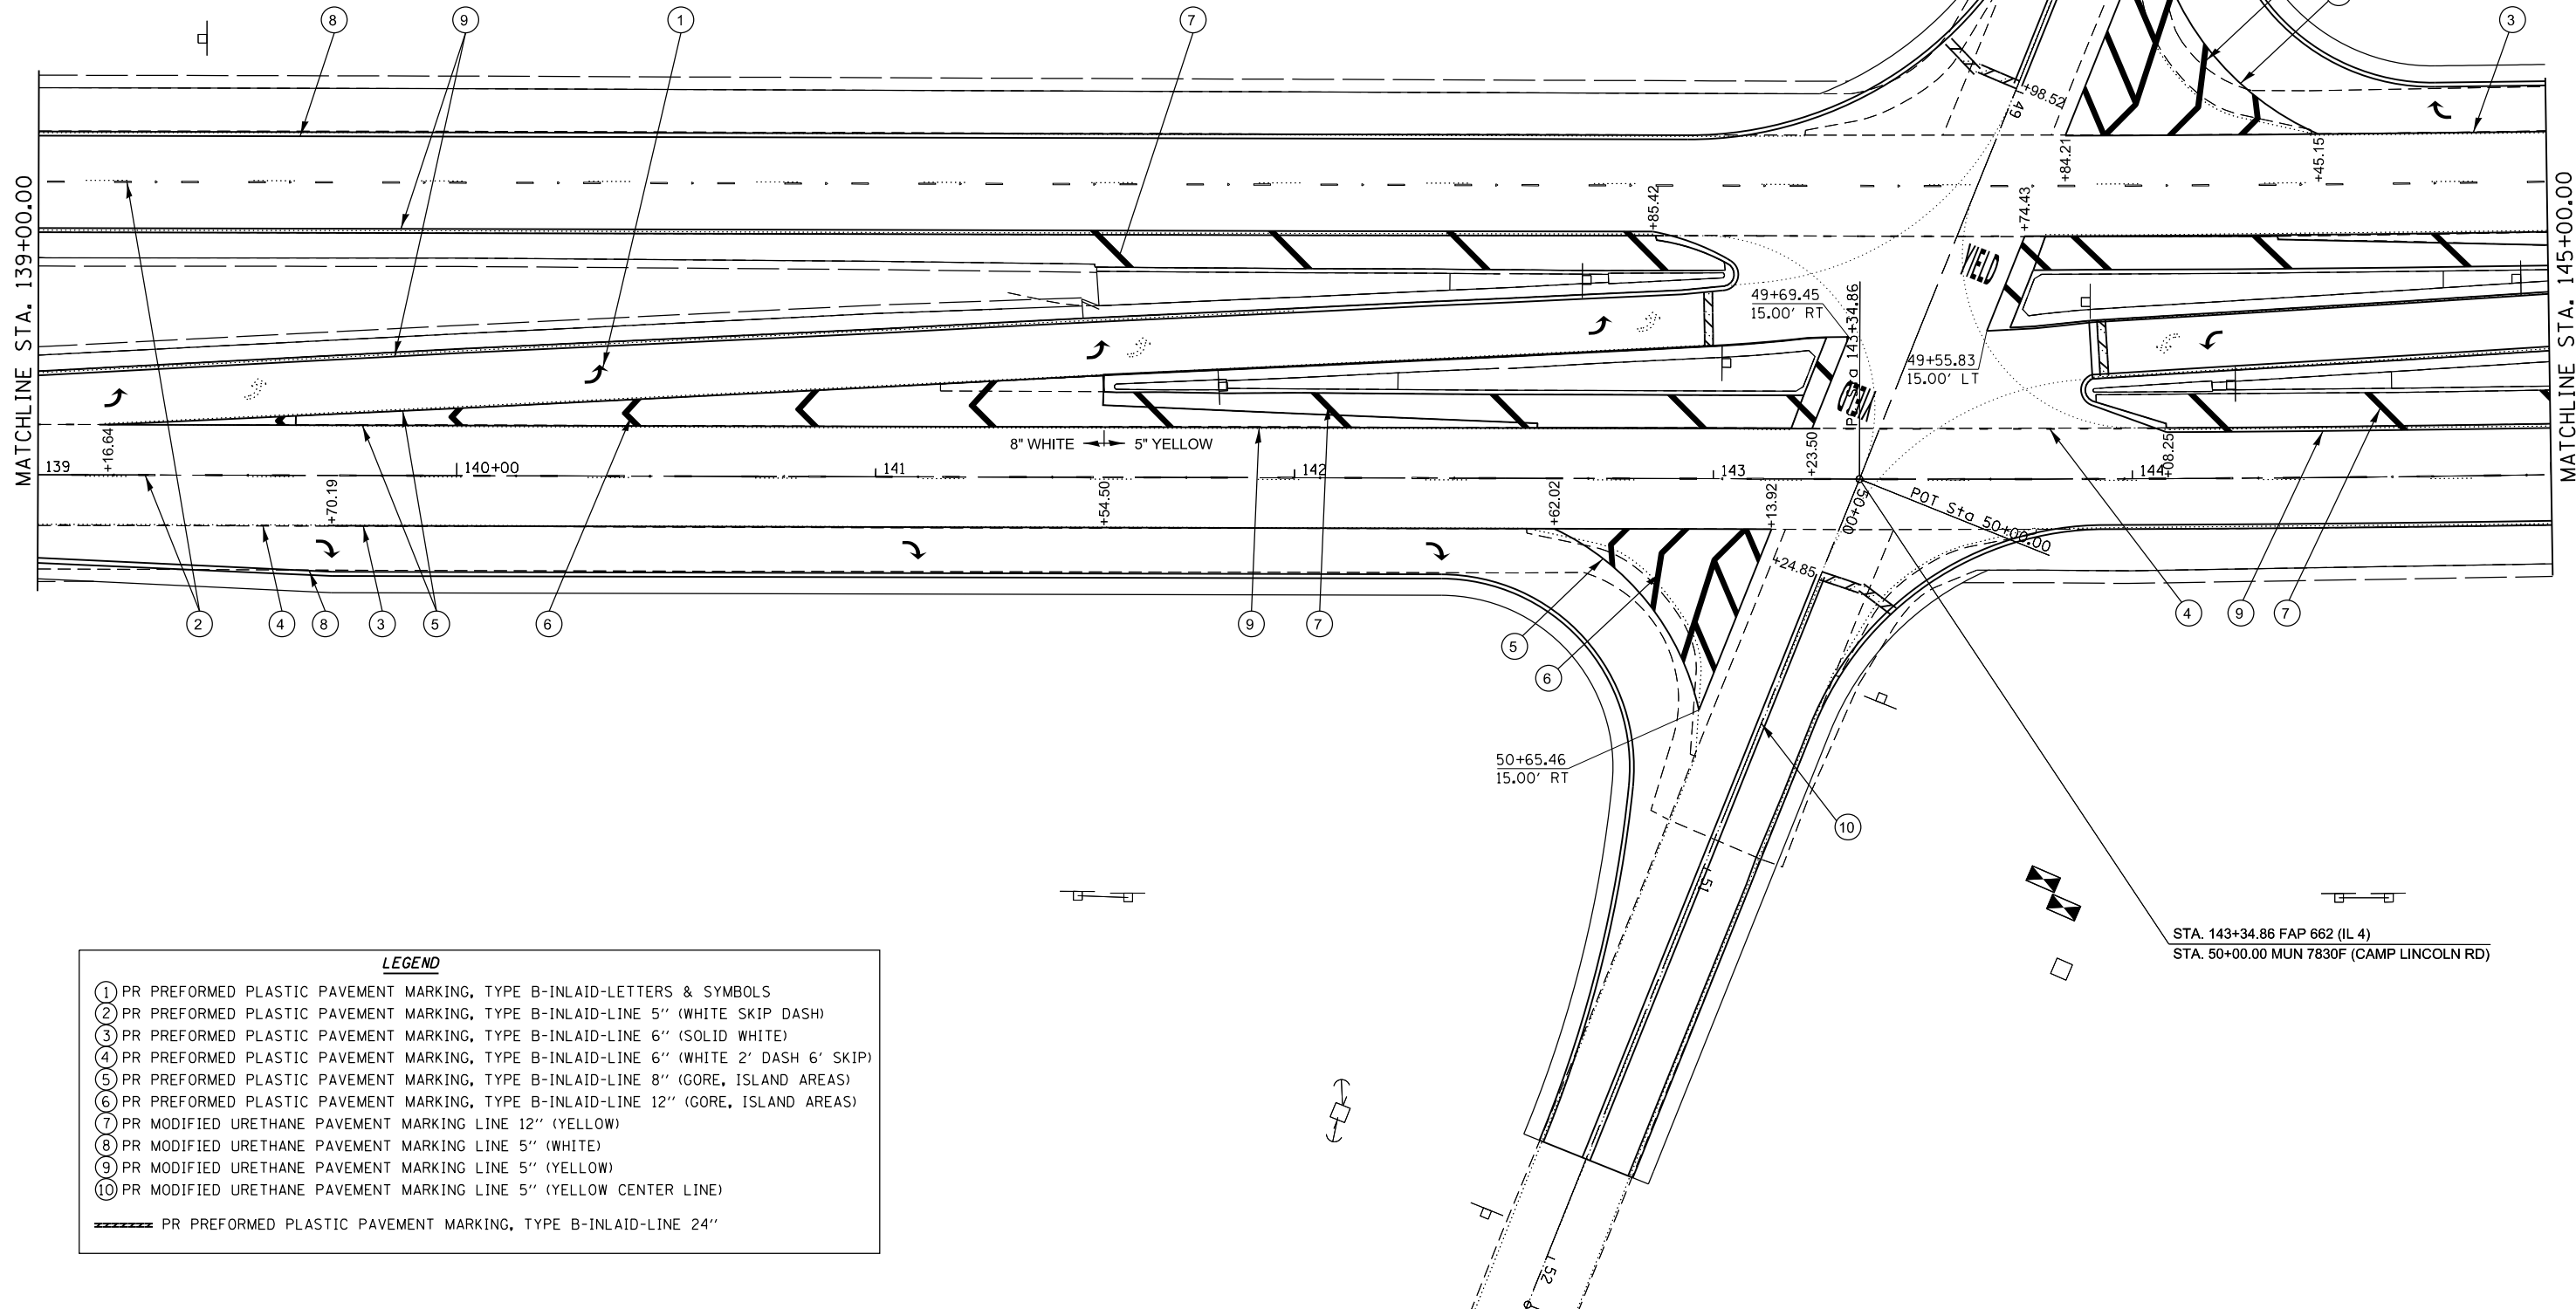 8
9
1
7
3
+98.52
49
MATCHLINE STA. 139+00.00
MATCHLINE STA. 145+00.00
+84.21
+45.15
+85.42
+74.43
49+69.45
15.00' RT
POT Sta 143+34.86
49+55.83
15.00' LT
YIELD
YIELD
+16.64
8" WHITE
5" YELLOW
+23.50
+08.25
139
140+00
141
142
143
144
+70.19
+54.50
+62.02
+13.92
50+00
POT Sta 50+00.00
+24.85
2
4
8
3
5
6
9
7
5
6
4
9
7
50+65.46
15.00' RT
10
51
52
STA. 143+34.86 FAP 662 (IL 4)
STA. 50+00.00 MUN 7830F (CAMP LINCOLN RD)
LEGEND
1 PR PREFORMED PLASTIC PAVEMENT MARKING, TYPE B-INLAID-LETTERS & SYMBOLS
2 PR PREFORMED PLASTIC PAVEMENT MARKING, TYPE B-INLAID-LINE 5'' (WHITE SKIP DASH)
3 PR PREFORMED PLASTIC PAVEMENT MARKING, TYPE B-INLAID-LINE 6'' (SOLID WHITE)
4 PR PREFORMED PLASTIC PAVEMENT MARKING, TYPE B-INLAID-LINE 6'' (WHITE 2' DASH 6' SKIP)
5 PR PREFORMED PLASTIC PAVEMENT MARKING, TYPE B-INLAID-LINE 8'' (GORE, ISLAND AREAS)
6 PR PREFORMED PLASTIC PAVEMENT MARKING, TYPE B-INLAID-LINE 12'' (GORE, ISLAND AREAS)
7 PR MODIFIED URETHANE PAVEMENT MARKING LINE 12'' (YELLOW)
8 PR MODIFIED URETHANE PAVEMENT MARKING LINE 5'' (WHITE)
9 PR MODIFIED URETHANE PAVEMENT MARKING LINE 5'' (YELLOW)
10 PR MODIFIED URETHANE PAVEMENT MARKING LINE 5'' (YELLOW CENTER LINE)
PR PREFORMED PLASTIC PAVEMENT MARKING, TYPE B-INLAID-LINE 24''